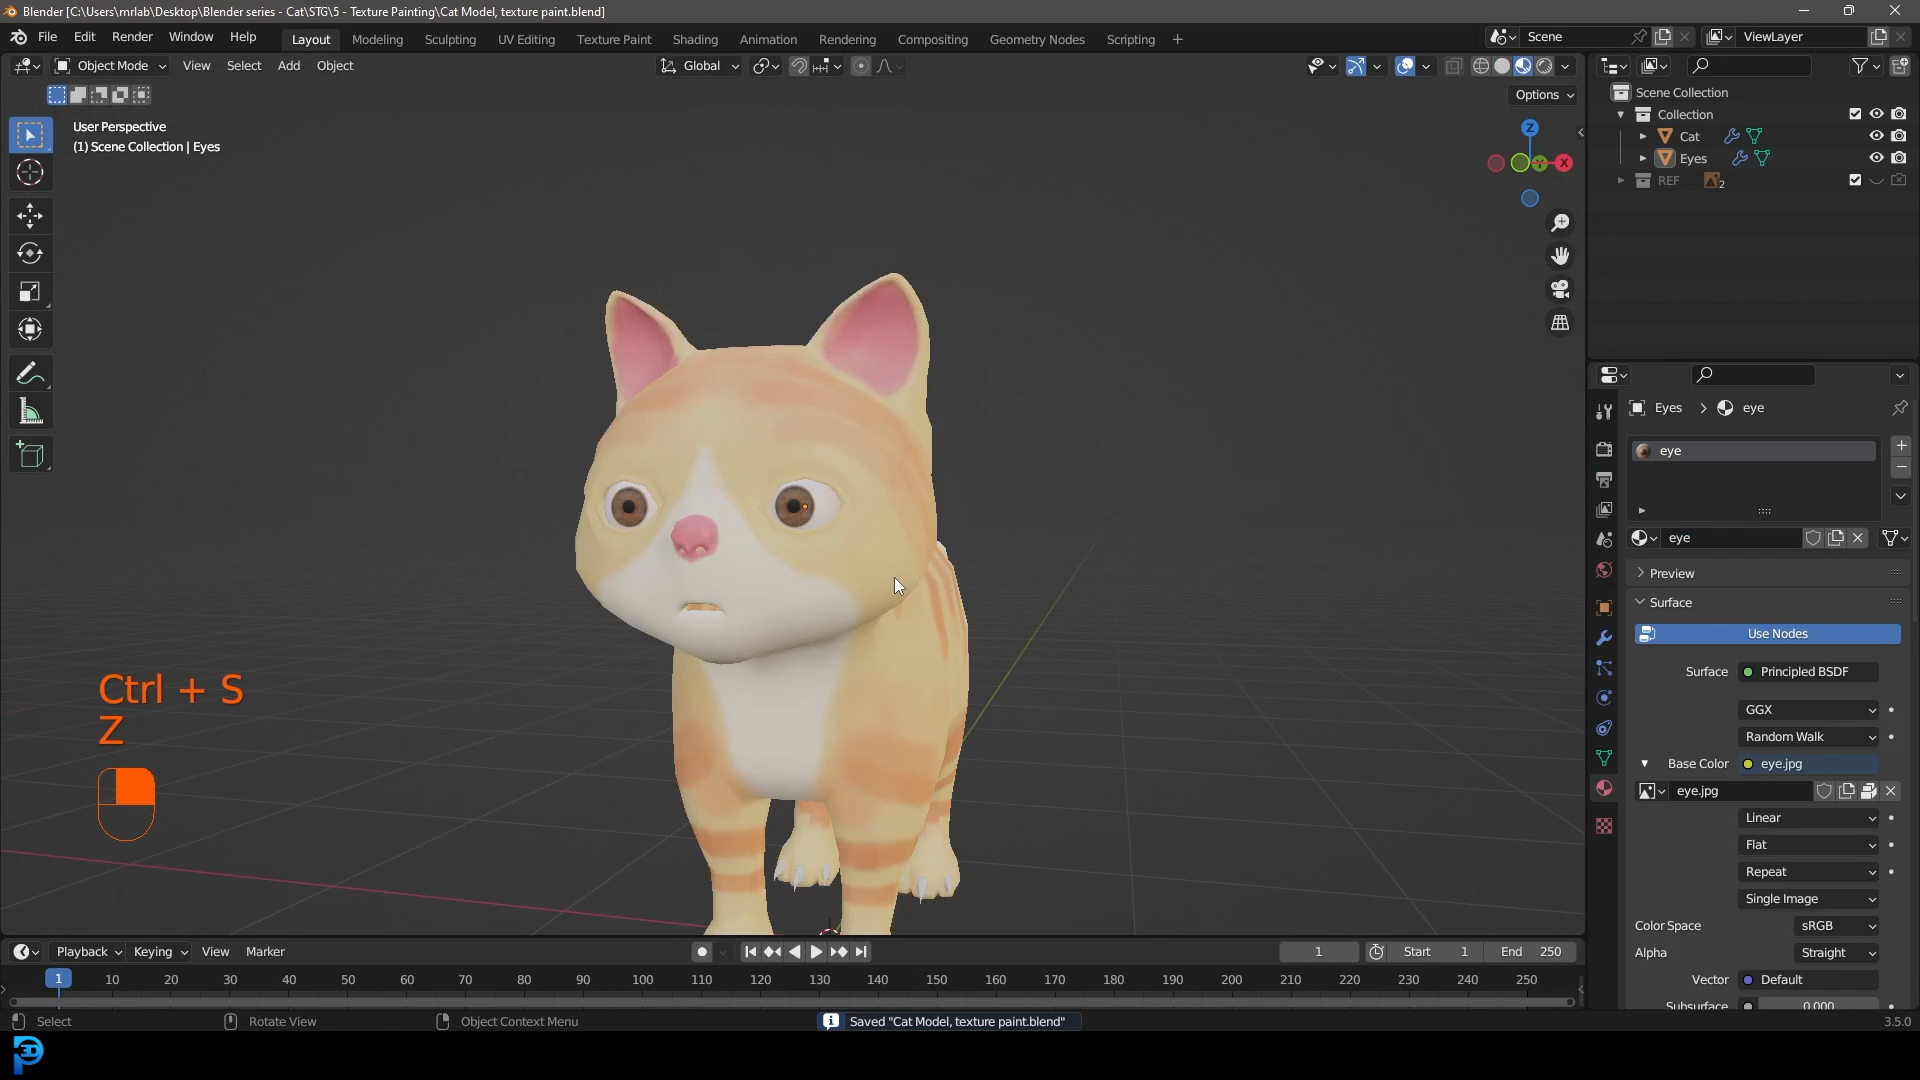 Blender [C:\Users\mrlab\Desktop\Blender series - Cat\STG\5 - Texture Painting\Cat Model, texture paint.blend]
File Edit Render Window Help Layout Modeling Sculpting UV Editing Texture Paint Shading Animation Rendering Compositing Geometry Nodes Scripting + Scene ViewLayer
Object Mode View Select Add Object Global
Options
User Perspective
(1) Scene Collection | Eyes
Z
X
Y
Scene Collection
Collection
Cat
Eyes
REF 2
Eyes > eye
eye
eye
Preview
Surface
Use Nodes
Surface Principled BSDF
GGX
Random Walk
Base Color eye.jpg
eye.jpg
Linear
Flat
Repeat
Single Image
Color Space sRGB
Alpha Straight
Vector Default
Subsurface 0.000
Ctrl + S
Z
Playback Keying View Marker 1 Start 1 End 250
1 10 20 30 40 50 60 70 80 90 100 110 120 130 140 150 160 170 180 190 200 210 220 230 240 250
Select Rotate View Object Context Menu Saved "Cat Model, texture paint.blend" 3.5.0
3D
P